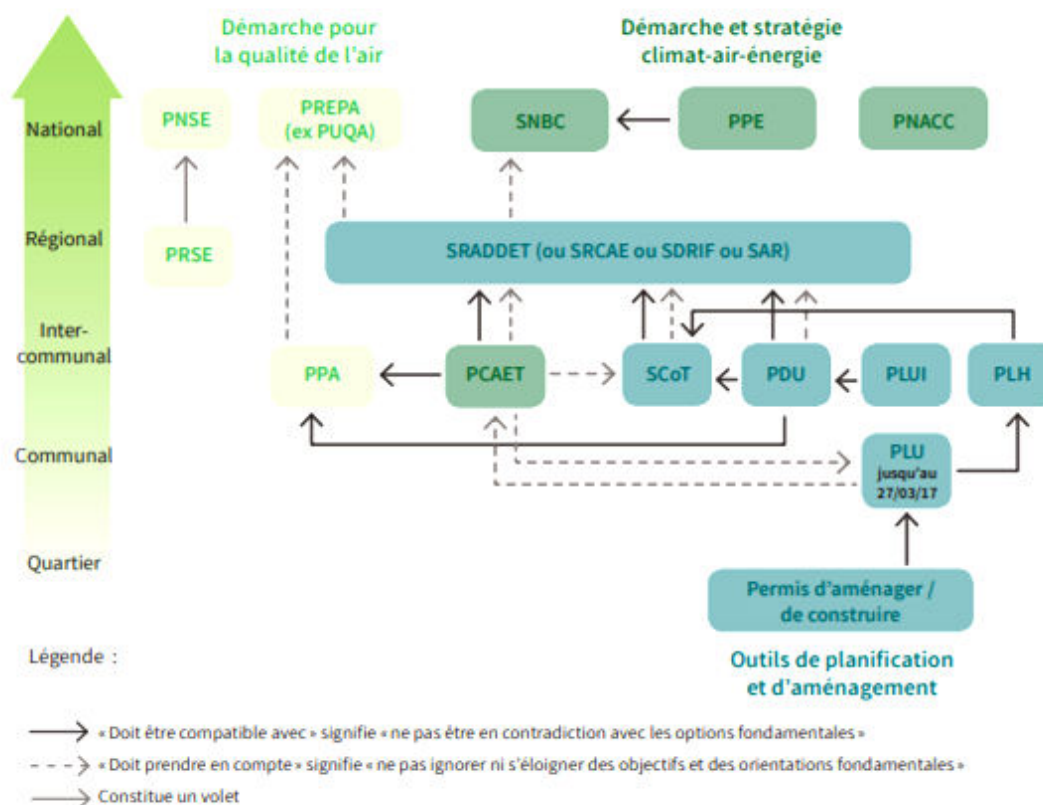 Démarche pour
la qualité de l'air
Démarche et stratégie
climat-air-énergie
National
PNSE
PREPA
(ex PUQA)
SNBC
PPE
PNACC
Régional
PRSE
SRADDET (ou SRCAE ou SDRIF ou SAR)
Inter-
communal
PPA
PCAET
SCoT
PDU
PLUI
PLH
Communal
PLU
jusqu'au
27/03/17
Quartier
Permis d'aménager /
de construire
Légende :
Outils de planification
et d'aménagement
« Doit être compatible avec » signifie « ne pas être en contradiction avec les options fondamentales »
« Doit prendre en compte » signifie « ne pas ignorer ni s'éloigner des objectifs et des orientations fondamentales »
Constitue un volet